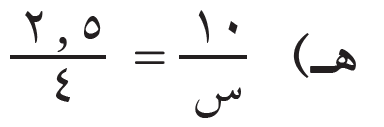 هـ) ١٠/س = ٢,٥/٤